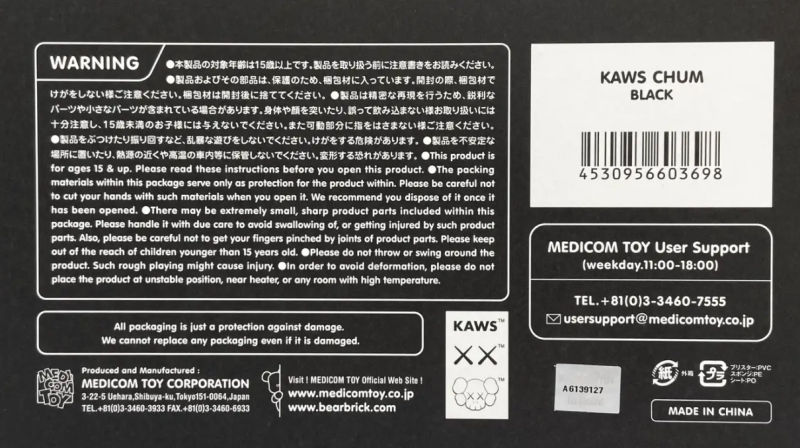 WARNING
●本製品の対象年齢は15歳以上です。製品を取り扱う前に注意書きをお読みください。
●製品およびその部品は、保護のため、梱包材に入っています。開封の際、梱包材で
けがをしない様ご注意ください。梱包材は開封後に捨ててください。●製品は精密な再現を行うため、鋭利な
パーツや小さなパーツが含まれている場合があります。身体や顔を突いたり、誤って飲み込まない様お取り扱いには
十分注意し、15歳未満のお子様には与えないでください。また可動部分に指をはさまない様ご注意ください。
●製品をぶつけたり振り回すなど、乱暴な遊びをしないでください。けがをする危険があります。●製品を不安定な
場所に置いたり、熱源の近くや高温の車内等に保管しないでください。変形する恐れがあります。●This product is
for ages 15 & up. Please read these instructions before you open this product. ●The packing
materials within this package serve only as protection for the product within. Please be careful not
to cut your hands with such materials when you open it. We recommend you dispose of it once it
has been opened. ●There may be extremely small, sharp product parts included within this
package. Please handle it with due care to avoid swallowing of, or getting injured by such product
parts. Also, please be careful not to get your fingers pinched by joints of product parts. Please keep
out of the reach of children younger than 15 years old. ●Please do not throw or swing around the
product. Such rough playing might cause injury. ●In order to avoid deformation, please do not
place the product at unstable position, near heater, or any room with high temperature.
All packaging is just a protection against damage.
We cannot replace any packaging even if it is damaged.
MEDI
COM
TOY
Produced and Manufactured :
MEDICOM TOY CORPORATION
3-22-5 Uehara,Shibuya-ku,Tokyo151-0064,Japan
TEL.+81(0)3-3460-3933 FAX.+81(0)3-3460-6933
Visit ! MEDICOM TOY Official Web Site !
www.medicomtoy.co.jp
www.bearbrick.com
KAWS™
XX™
KAWS CHUM
BLACK
4530956603698
MEDICOM TOY User Support
(weekday.11:00-18:00)
TEL.+81(0)3-3460-7555
usersupport@medicomtoy.co.jp
A6139127
紙 外箱
プラ
ブリスター:PVC
スポンジ:PE
シート:PO
MADE IN CHINA